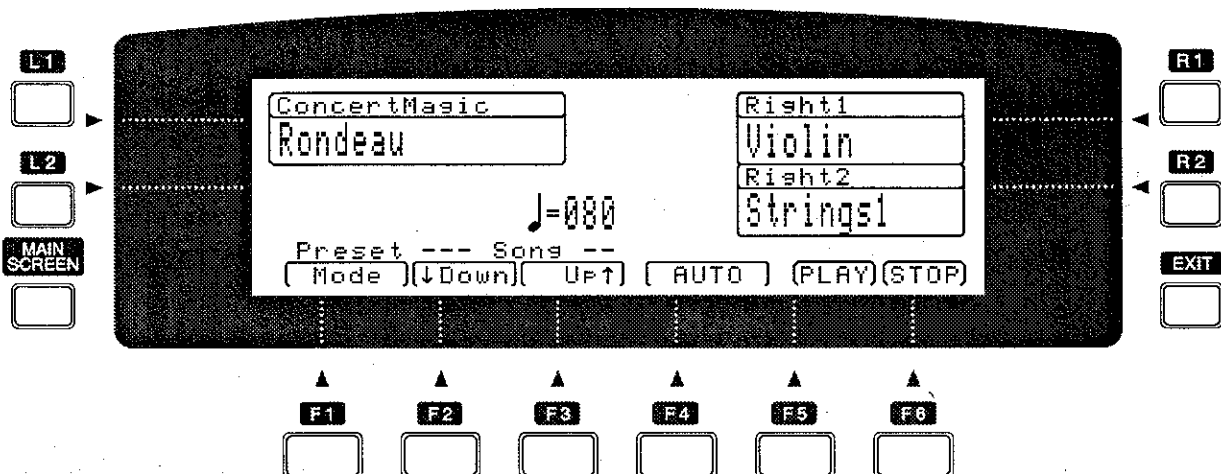 L1
R1
ConcertMagic
Right1
Rondeau
Violin
L2
R2
Right2
Strings1
♩=080
MAIN SCREEN
EXIT
Preset --- Song --
Mode ↓Down Up↑ AUTO PLAY STOP
F1 F2 F3 F4 F5 F6